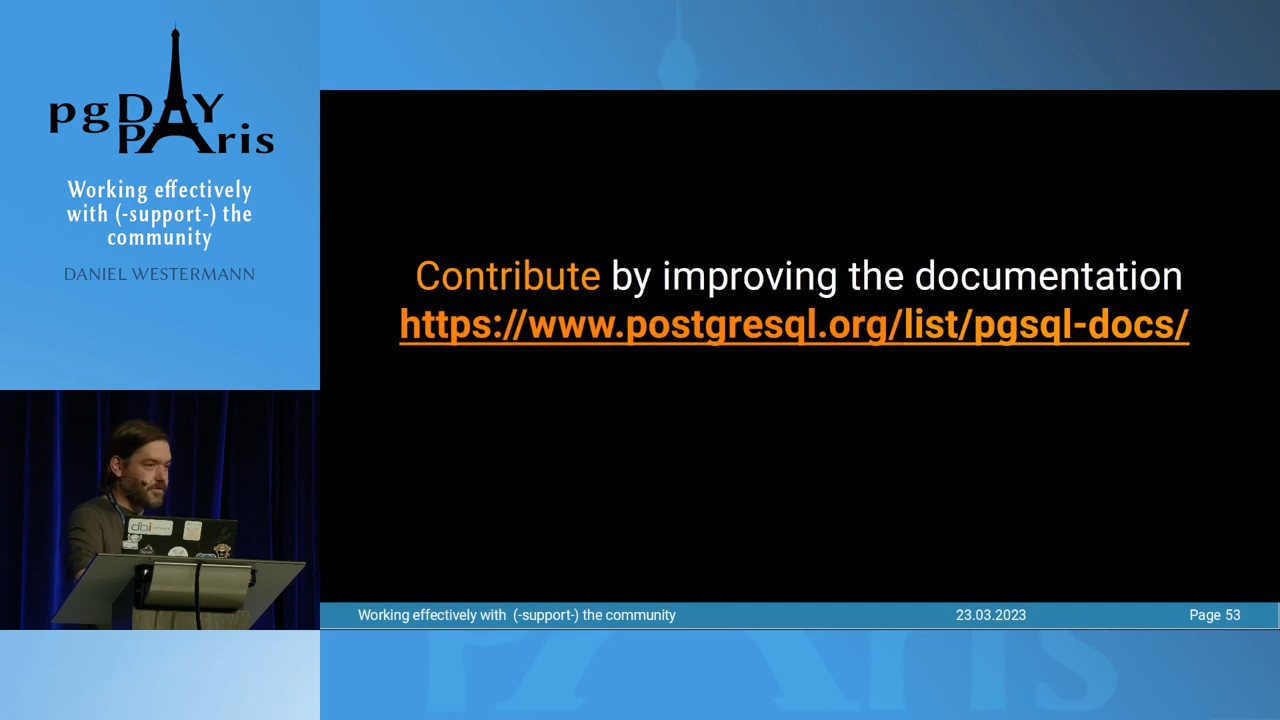 pgDAY
PAris
Working effectively
with (-support-) the
community
DANIEL WESTERMANN
Contribute by improving the documentation
https://www.postgresql.org/list/pgsql-docs/
dbi
Working effectively with (-support-) the community
23.03.2023
Page 53